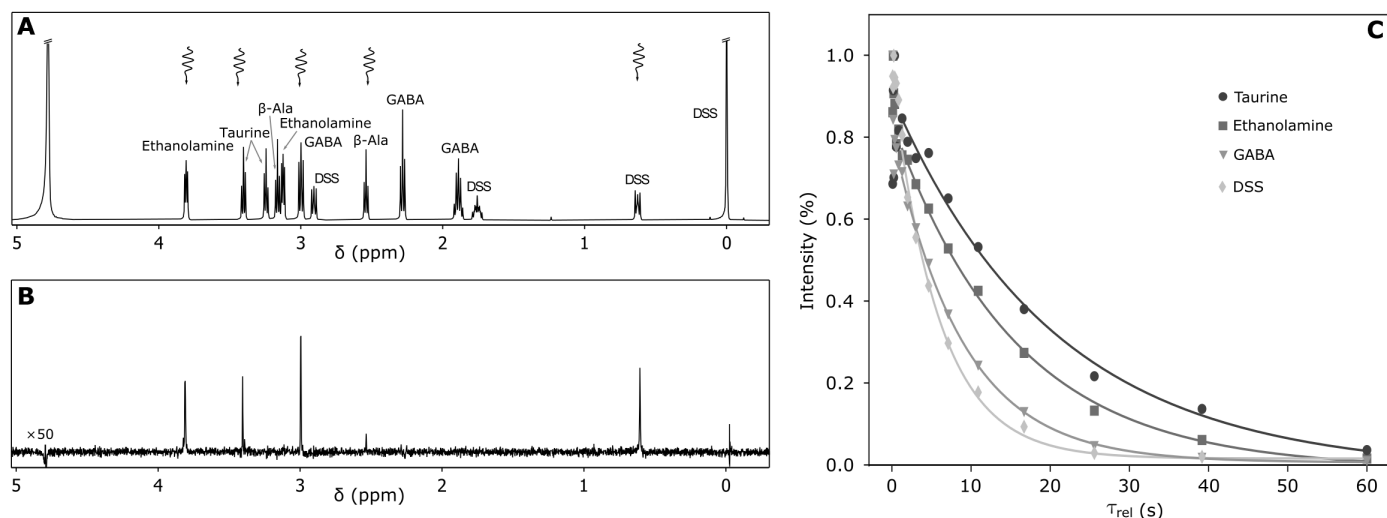 A
Ethanolamine
Taurine
β-Ala
Ethanolamine
GABA
DSS
β-Ala
GABA
GABA
DSS
DSS
DSS
5 4 3 2 1 0
δ (ppm)
B
×50
5 4 3 2 1 0
δ (ppm)
C
Taurine
Ethanolamine
GABA
DSS
Intensity (%)
1.0
0.8
0.6
0.4
0.2
0.0
0 10 20 30 40 50 60
τrel (s)